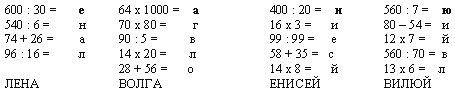 600 : 30 = е 64 х 1000 = а 400 : 20 = н 560 : 7 = ю
540 : 6 = н 70 х 80 = г 16 х 3 = и 80 – 54 = и
74 + 26 = а 90 : 5 = в 99 : 99 = е 12 х 7 = й
96 : 16 = л 14 х 20 = л 58 + 35 = с 560 : 70 = в
28 + 56 = о 14 х 8 = й 13 х 6 = л
ЛЕНА ВОЛГА ЕНИСЕЙ ВИЛЮЙ